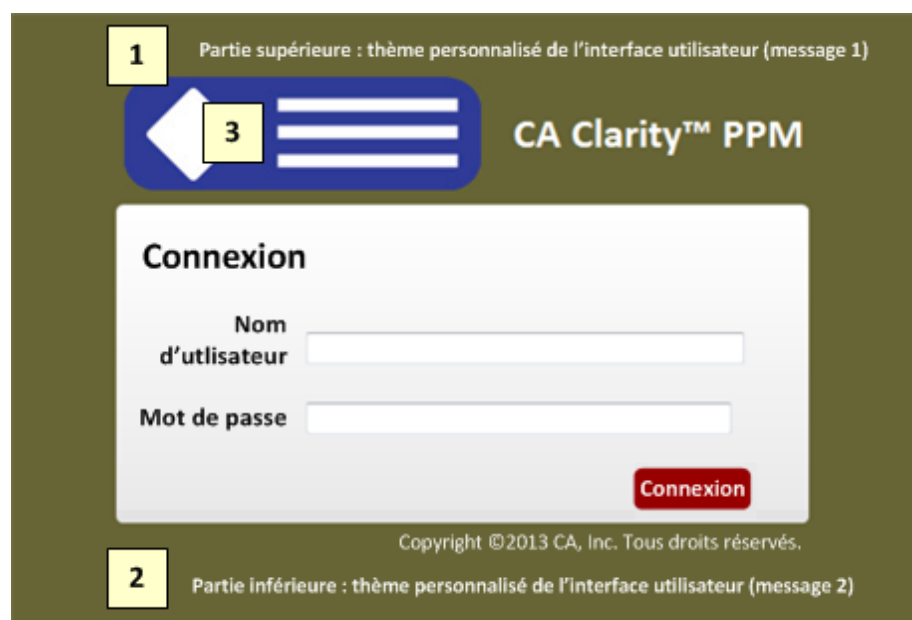 1
Partie supérieure : thème personnalisé de l'interface utilisateur (message 1)
3
CA Clarity™ PPM
Connexion
Nom
d'utlisateur
Mot de passe
Connexion
Copyright ©2013 CA, Inc. Tous droits réservés.
2
Partie inférieure : thème personnalisé de l'interface utilisateur (message 2)